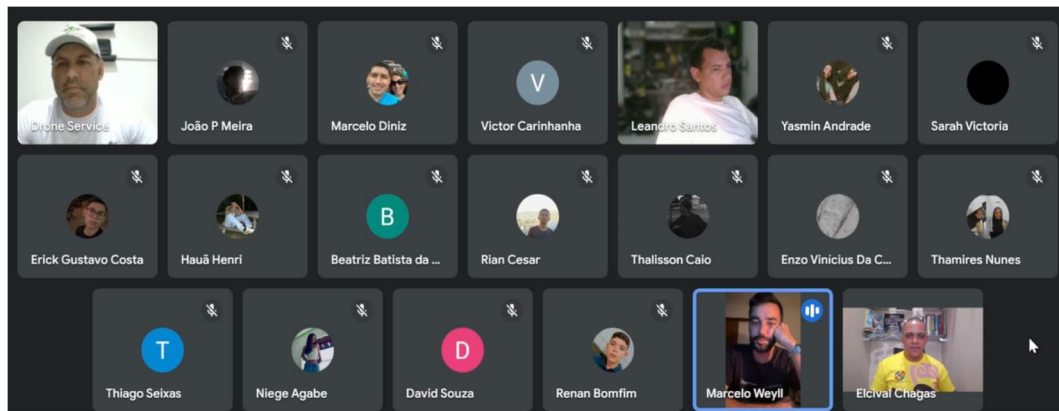 Drone Service
João P Meira
Marcelo Diniz
V
Victor Carinhanha
Leandro Santos
Yasmin Andrade
Sarah Victoria
Erick Gustavo Costa
Hauã Henri
B
Beatriz Batista da ...
Rian Cesar
Thalisson Caio
Enzo Vinícius Da C...
Thamires Nunes
T
Thiago Seixas
Niege Agabe
D
David Souza
Renan Bomfim
Marcelo Weyll
Elcival Chagas